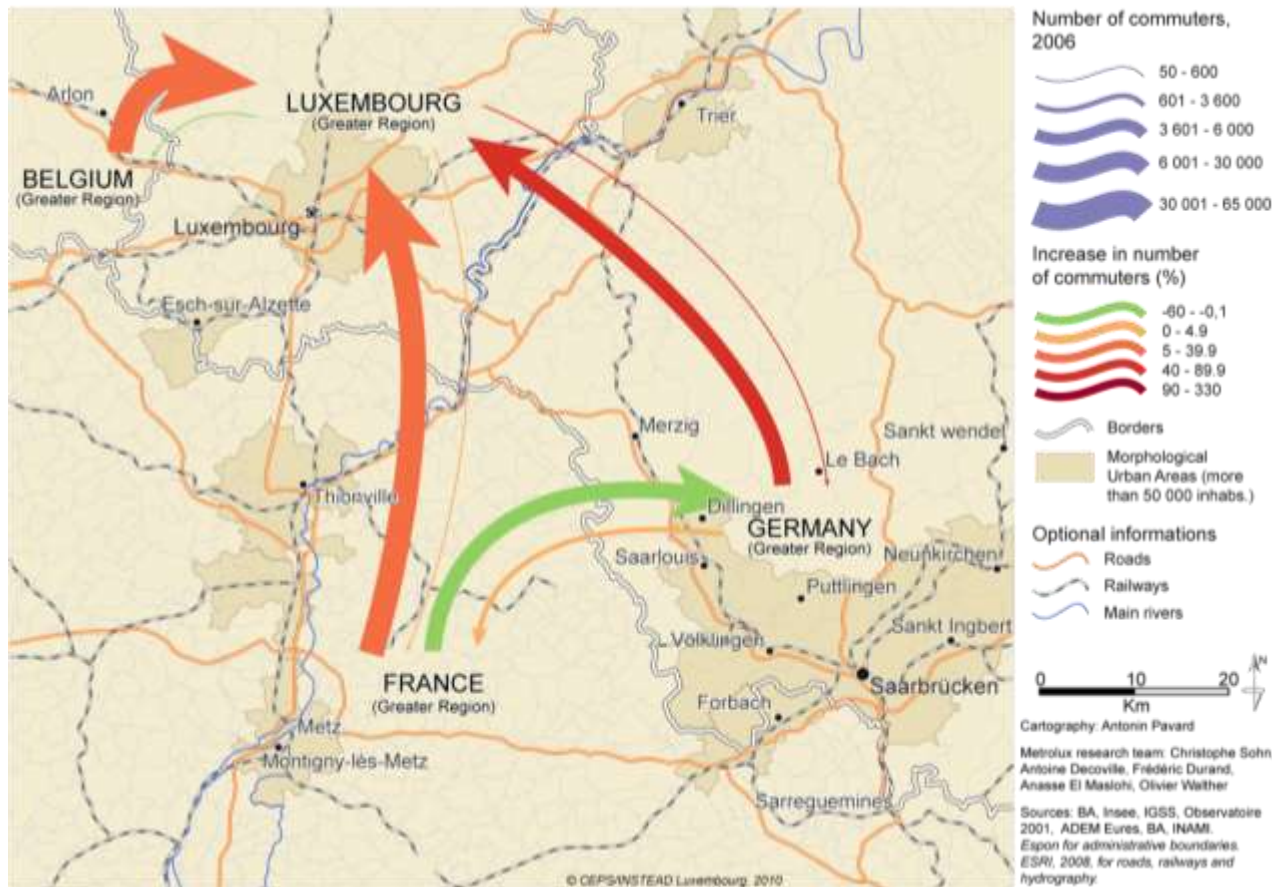 Arlon
LUXEMBOURG
(Greater Region)
Trier
BELGIUM
(Greater Region)
Luxembourg
Esch-sur-Alzette
Merzig
Sankt wendel
Le Bach
Thionville
Dillingen
GERMANY
(Greater Region)
Saarlouis
Neunkirchen
Puttlingen
Völklingen
Sankt Ingbert
FRANCE
(Greater Region)
Saarbrücken
Forbach
Metz
Montigny-lès-Metz
Sarreguemines
© CEPS/INSTEAD Luxembourg, 2010
Number of commuters,
2006
50 - 600
601 - 3 600
3 601 - 6 000
6 001 - 30 000
30 001 - 65 000
Increase in number
of commuters (%)
-60 - -0,1
0 - 4.9
5 - 39.9
40 - 89.9
90 - 330
Borders
Morphological
Urban Areas (more
than 50 000 inhabs.)
Optional informations
Roads
Railways
Main rivers
N
0 10 20
Km
Cartography: Antonin Pavard
Metrolux research team: Christophe Sohn
Antoine Decoville, Frédéric Durand,
Anasse El Maslohi, Olivier Walther
Sources: BA, Insee, IGSS, Observatoire
2001, ADEM Eures, BA, INAMI.
Espon for administrative boundaries.
ESRI, 2008, for roads, railways and
hydrography.